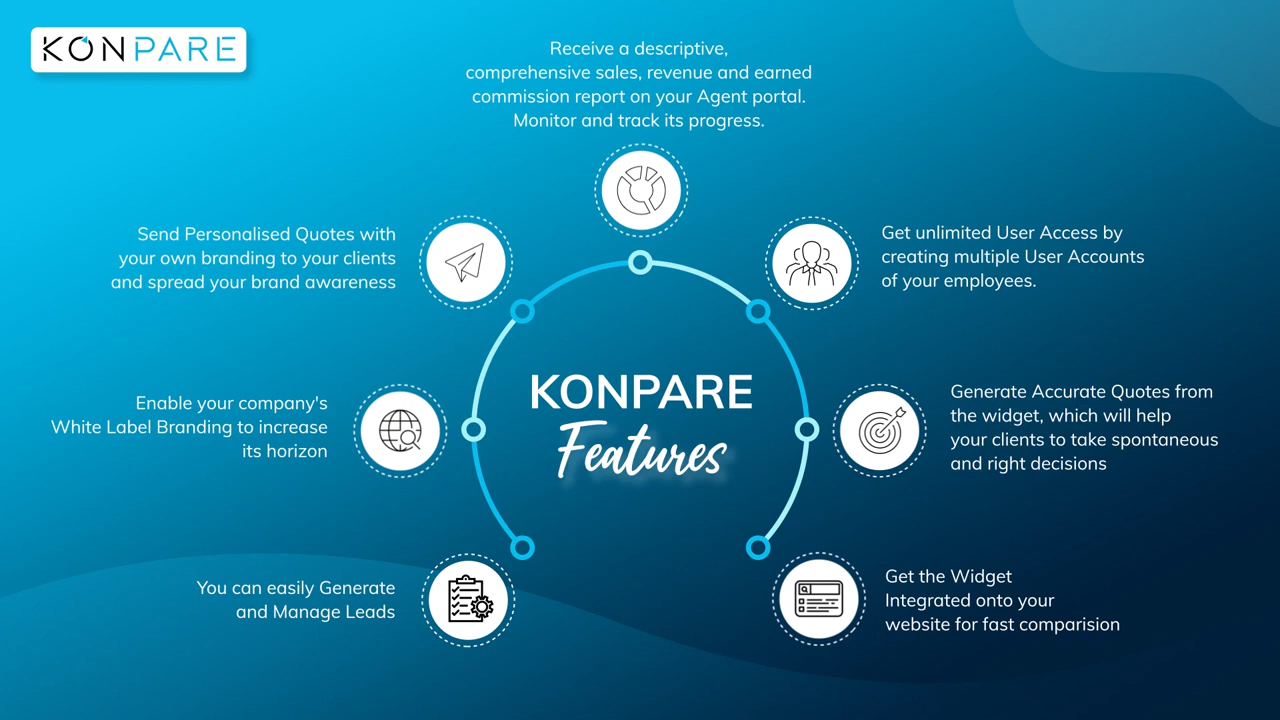 KONPARE
Receive a descriptive,
comprehensive sales, revenue and earned
commission report on your Agent portal.
Monitor and track its progress.
Send Personalised Quotes with
your own branding to your clients
and spread your brand awareness
Get unlimited User Access by
creating multiple User Accounts
of your employees.
KONPARE
Features
Enable your company's
White Label Branding to increase
its horizon
Generate Accurate Quotes from
the widget, which will help
your clients to take spontaneous
and right decisions
You can easily Generate
and Manage Leads
Get the Widget
Integrated onto your
website for fast comparision